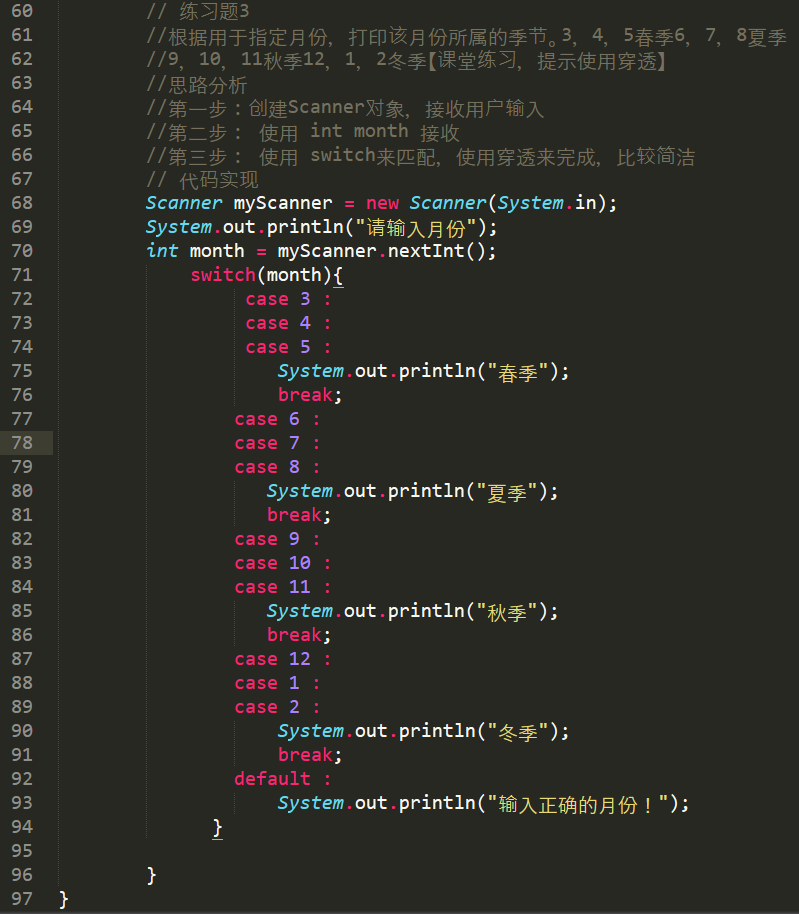 60 // 练习题3
61 //根据用于指定月份，打印该月份所属的季节。3，4，5春季6，7，8夏季
62 //9，10，11秋季12，1，2冬季【课堂练习，提示使用穿透】
63 //思路分析
64 //第一步：创建Scanner对象，接收用户输入
65 //第二步： 使用 int month 接收
66 //第三步： 使用 switch来匹配，使用穿透来完成，比较简洁
67 // 代码实现
68 Scanner myScanner = new Scanner(System.in);
69 System.out.println("请输入月份");
70 int month = myScanner.nextInt();
71 switch(month){
72 case 3 :
73 case 4 :
74 case 5 :
75 System.out.println("春季");
76 break;
77 case 6 :
78 case 7 :
79 case 8 :
80 System.out.println("夏季");
81 break;
82 case 9 :
83 case 10 :
84 case 11 :
85 System.out.println("秋季");
86 break;
87 case 12 :
88 case 1 :
89 case 2 :
90 System.out.println("冬季");
91 break;
92 default :
93 System.out.println("输入正确的月份！");
94 }
95
96 }
97 }